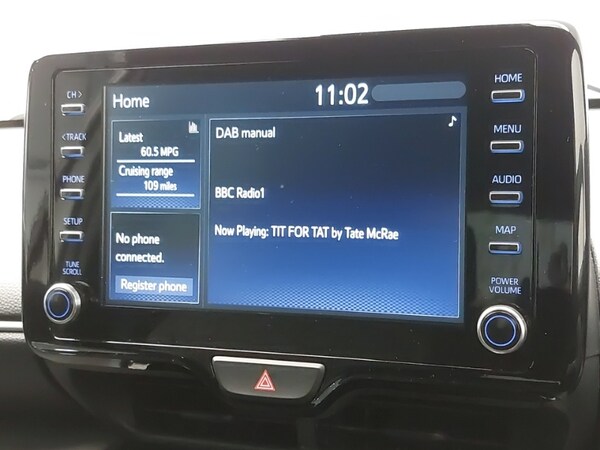 CH >
< TRACK
PHONE
SETUP
TUNE
SCROLL
Home
11:02
Latest
60.5 MPG
Cruising range
109 miles
No phone
connected.
Register phone
DAB manual
BBC Radio1
Now Playing: TIT FOR TAT by Tate McRae
HOME
MENU
AUDIO
MAP
POWER
VOLUME